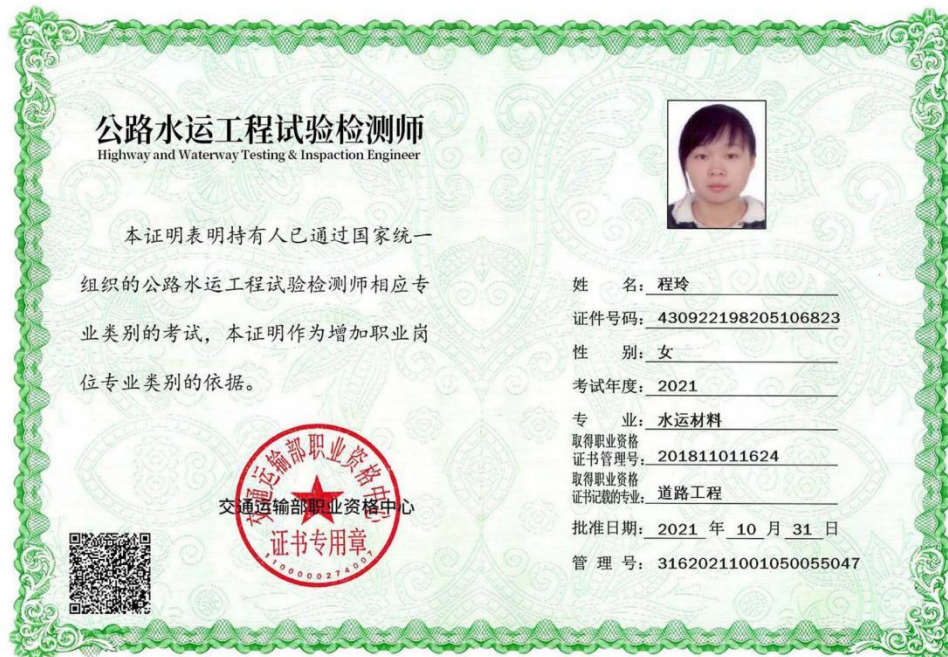 公路水运工程试验检测师
Highway and Waterway Testing & Inspaction Engineer
本证明表明持有人已通过国家统一
组织的公路水运工程试验检测师相应专
业类别的考试，本证明作为增加职业岗
位专业类别的依据。
交通运输部职业资格中心
交通运输部职业资格中心
证书专用章
1100000274007
姓 名： 程玲
证件号码： 430922198205106823
性 别： 女
考试年度： 2021
专 业： 水运材料
取得职业资格
证书管理号： 201811011624
取得职业资格
证书记载的专业： 道路工程
批准日期： 2021 年 10 月 31 日
管 理 号： 31620211001050055047